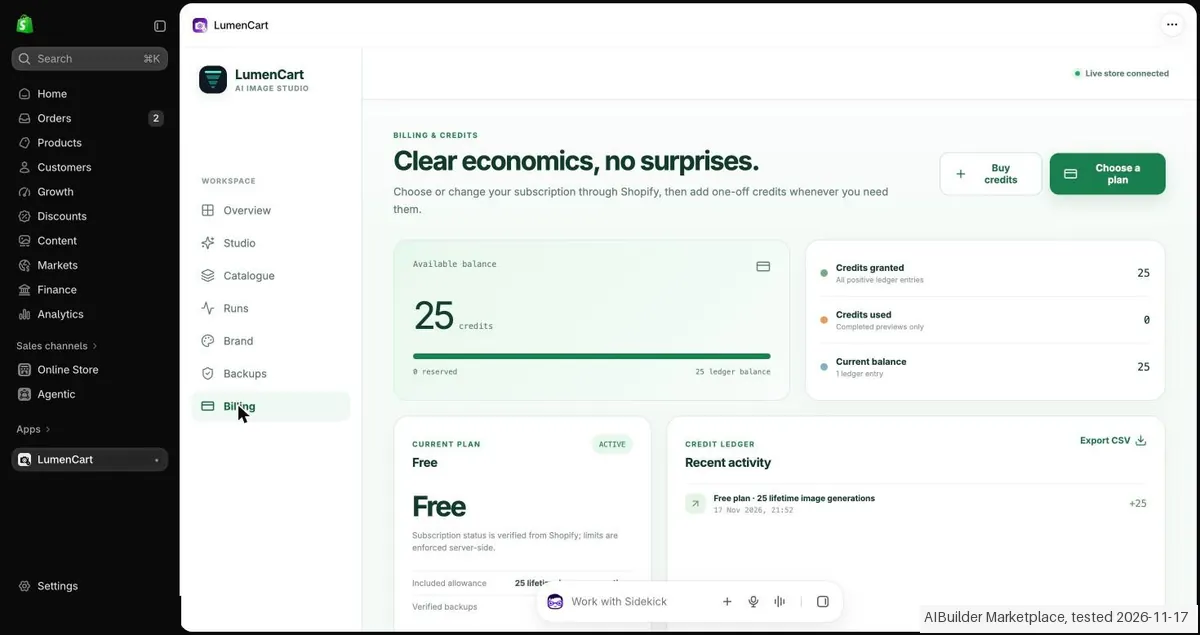 LumenCart
Search
⌘K
Home
Orders
2
Products
Customers
Growth
Discounts
Content
Markets
Finance
Analytics
Sales channels
Online Store
Agentic
Apps
LumenCart
Settings
LumenCart
AI IMAGE STUDIO
WORKSPACE
Overview
Studio
Catalogue
Runs
Brand
Backups
Billing
Live store connected
BILLING & CREDITS
Clear economics, no surprises.
Choose or change your subscription through Shopify, then add one-off credits whenever you need
them.
Buy
credits
Choose a
plan
Available balance
25 credits
0 reserved
25 ledger balance
Credits granted
All positive ledger entries
25
Credits used
Completed previews only
0
Current balance
1 ledger entry
25
CURRENT PLAN
ACTIVE
Free
Free
Subscription status is verified from Shopify; limits are
enforced server-side.
Included allowance
25
Verified backups
CREDIT LEDGER
Export CSV
Recent activity
Free plan · 25 lifetime image generations
17 Nov 2026, 21:52
+25
Work with Sidekick
AIBuilder Marketplace, tested 2026-11-17